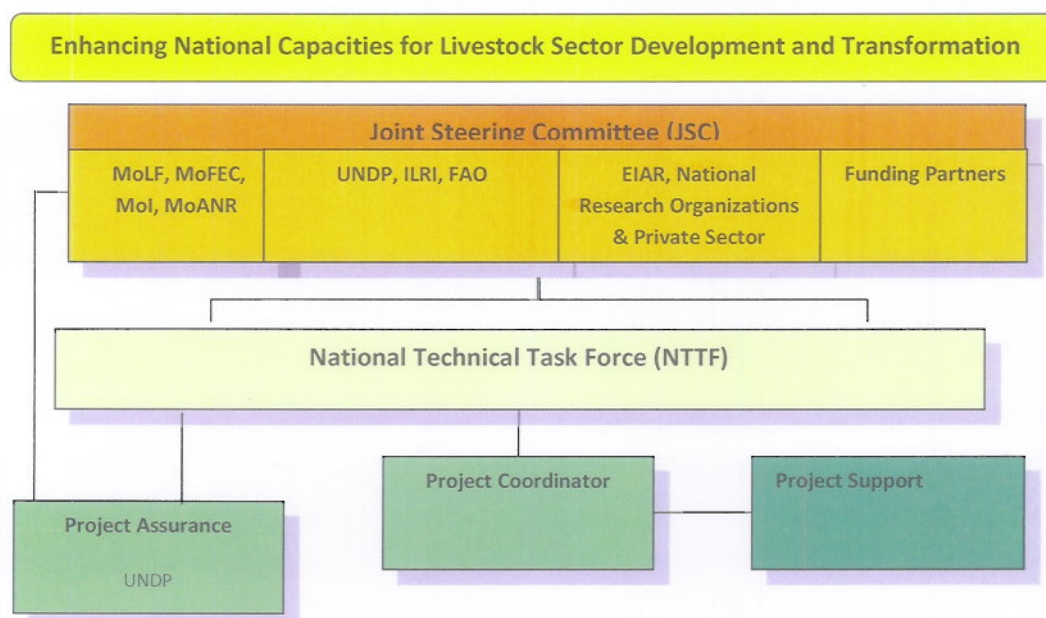 Enhancing National Capacities for Livestock Sector Development and Transformation
Joint Steering Committee (JSC)
MoLF, MoFEC,
MoI, MoANR
UNDP, ILRI, FAO
EIAR, National
Research Organizations
& Private Sector
Funding Partners
National Technical Task Force (NTTF)
Project Coordinator
Project Support
Project Assurance
UNDP